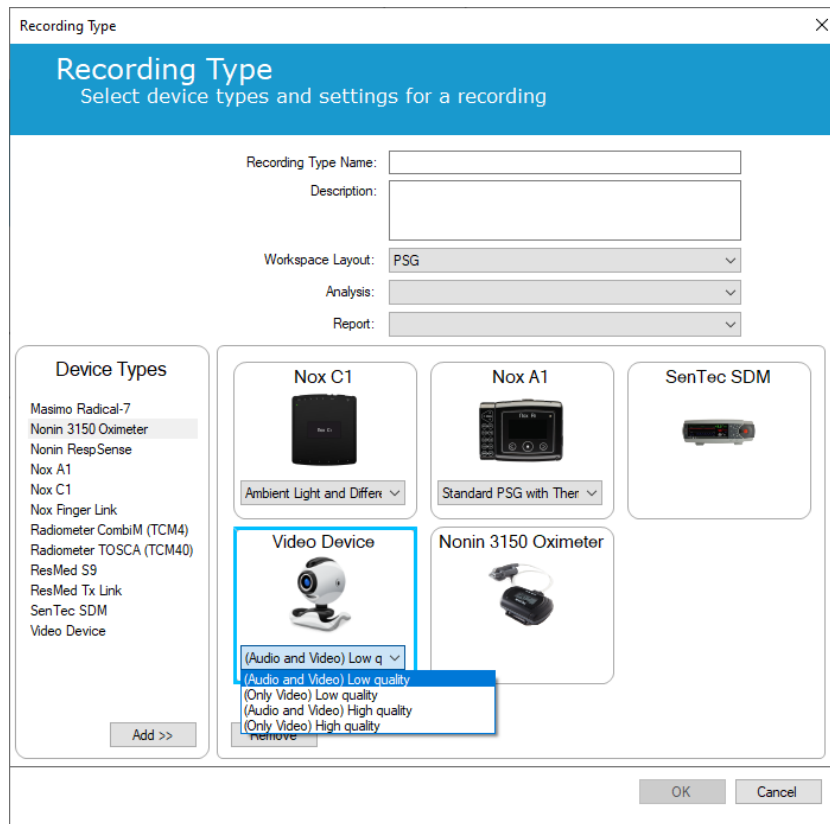 Recording Type
Recording Type
Select device types and settings for a recording
Recording Type Name:
Description:
Workspace Layout: PSG
Analysis:
Report:
Device Types
Masimo Radical-7
Nonin 3150 Oximeter
Nonin RespSense
Nox A1
Nox C1
Nox Finger Link
Radiometer CombiM (TCM4)
Radiometer TOSCA (TCM40)
ResMed S9
ResMed Tx Link
SenTec SDM
Video Device
Add >>
Nox C1
Nox C1
Ambient Light and Differe
Nox A1
Nox A1
Standard PSG with Ther
SenTec SDM
Video Device
(Audio and Video) Low q
(Audio and Video) Low quality
(Only Video) Low quality
(Audio and Video) High quality
(Only Video) High quality
Nonin 3150 Oximeter
Remove
OK
Cancel